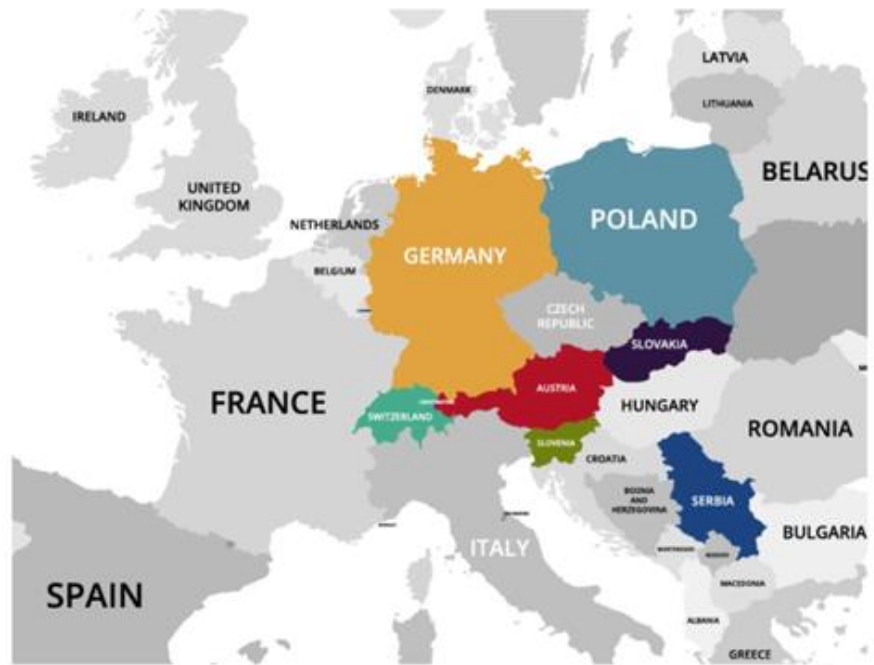 LATVIA
DENMARK
LITHUANIA
IRELAND
BELARUS
UNITED
KINGDOM
POLAND
NETHERLANDS
GERMANY
BELGIUM
CZECH
REPUBLIC
SLOVAKIA
AUSTRIA
FRANCE
HUNGARY
SWITZERLAND
ROMANIA
SLOVENIA
CROATIA
BOSNIA
AND
HERZEGOVINA
SERBIA
BULGARIA
ITALY
MONTENEGRO
MACEDONIA
SPAIN
ALBANIA
GREECE